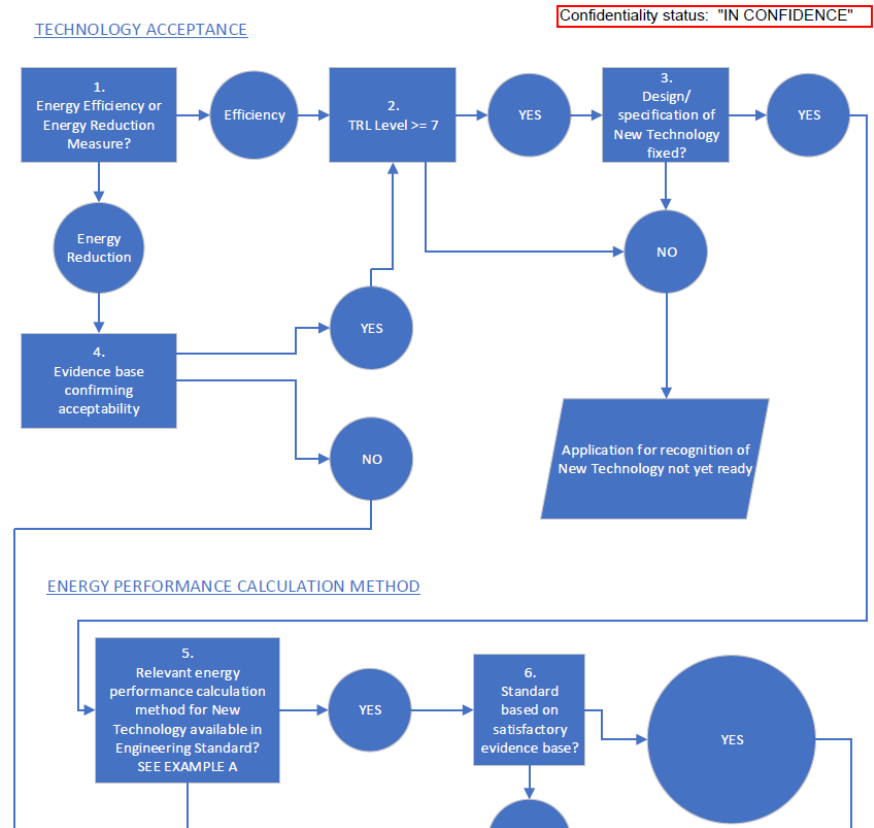 Confidentiality status: "IN CONFIDENCE"
TECHNOLOGY ACCEPTANCE
1.
Energy Efficiency or
Energy Reduction
Measure?
Efficiency
2.
TRL Level >= 7
YES
3.
Design/
specification of
New Technology
fixed?
YES
Energy
Reduction
NO
YES
4.
Evidence base
confirming
acceptability
NO
Application for recognition of
New Technology not yet ready
ENERGY PERFORMANCE CALCULATION METHOD
5.
Relevant energy
performance calculation
method for New
Technology available in
Engineering Standard?
SEE EXAMPLE A
YES
6.
Standard
based on
satisfactory
evidence base?
YES